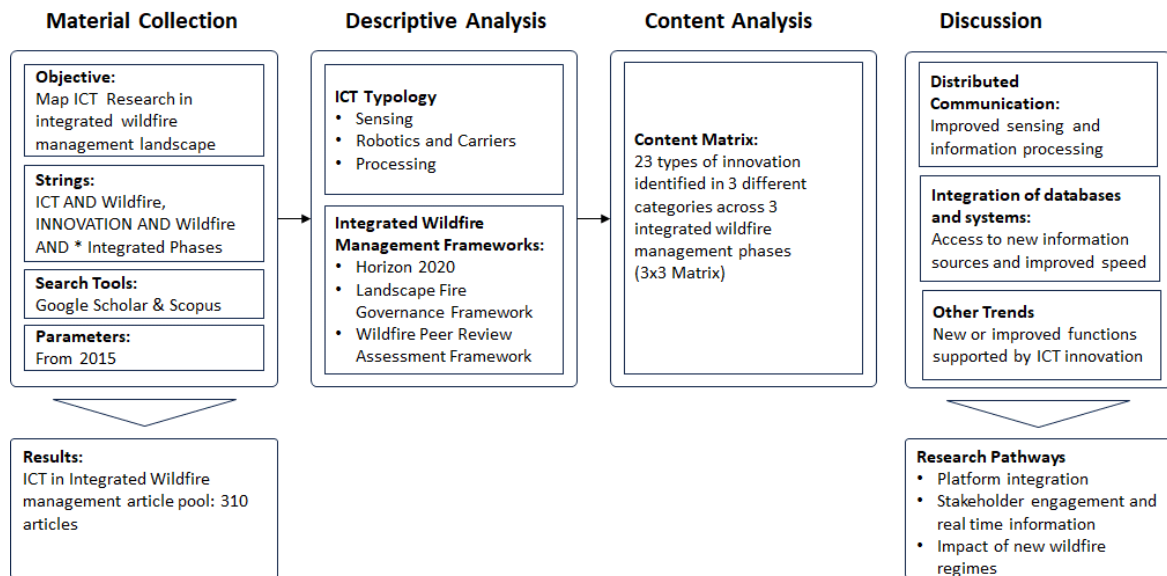 Material Collection
Objective:
Map ICT Research in
integrated wildfire
management landscape
Strings:
ICT AND Wildfire,
INNOVATION AND Wildfire
AND * Integrated Phases
Search Tools:
Google Scholar & Scopus
Parameters:
From 2015
Results:
ICT in Integrated Wildfire
management article pool: 310
articles
Descriptive Analysis
ICT Typology
• Sensing
• Robotics and Carriers
• Processing
Integrated Wildfire
Management Frameworks:
• Horizon 2020
• Landscape Fire
Governance Framework
• Wildfire Peer Review
Assessment Framework
Content Analysis
Content Matrix:
23 types of innovation
identified in 3 different
categories across 3
integrated wildfire
management phases
(3x3 Matrix)
Discussion
Distributed
Communication:
Improved sensing and
information processing
Integration of databases
and systems:
Access to new information
sources and improved speed
Other Trends
New or improved functions
supported by ICT innovation
Research Pathways
• Platform integration
• Stakeholder engagement and
real time information
• Impact of new wildfire
regimes